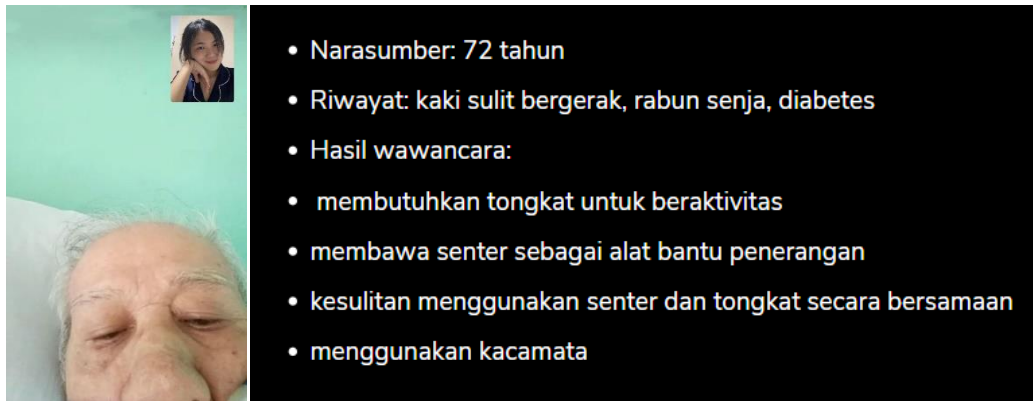 Narasumber: 72 tahun
Riwayat: kaki sulit bergerak, rabun senja, diabetes
Hasil wawancara:
membutuhkan tongkat untuk beraktivitas
membawa senter sebagai alat bantu penerangan
kesulitan menggunakan senter dan tongkat secara bersamaan
menggunakan kacamata